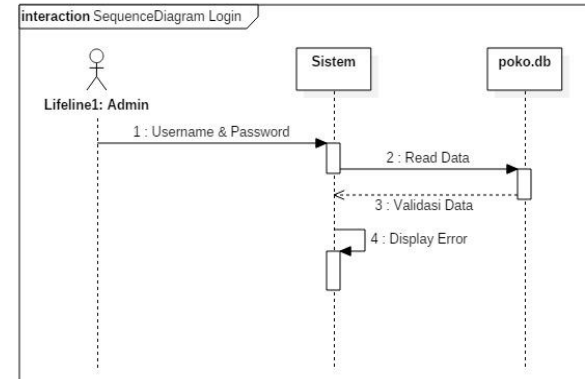 interaction SequenceDiagram Login
Sistem
poko.db
Lifeline1: Admin
1 : Username & Password
2 : Read Data
3 : Validasi Data
4 : Display Error